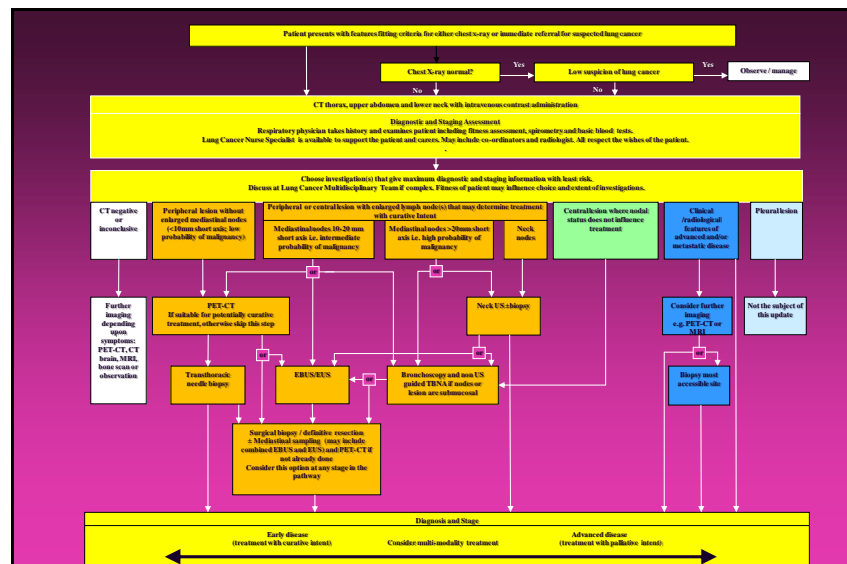 Patient presents with features fitting criteria for either chest x-ray or immediate referral for suspected lung cancer
Chest X-ray normal?
Yes
Low suspicion of lung cancer
Yes
Observe / manage
No
No
CT thorax, upper abdomen and lower neck with intravenous contrast administration
Diagnostic and Staging Assessment
Respiratory physician takes history and examines patient including fitness assessment, spirometry and basic blood tests.
Lung Cancer Nurse Specialist is available to support the patient and carers. May include co-ordinators and radiologist. All respect the wishes of the patient.
.
Choose investigation(s) that give maximum diagnostic and staging information with least risk.
Discuss at Lung Cancer Multidisciplinary Team if complex. Fitness of patient may influence choice and extent of investigations.
CT negative
or
inconclusive
Peripheral lesion without
enlarged mediastinal nodes
(<10mm short axis; low
probability of malignancy)
Peripheral or central lesion with enlarged lymph node(s) that may determine treatment
with curative Intent
Mediastinal nodes 10-20 mm
short axis i.e. intermediate
probability of malignancy
Mediastinal nodes >20mm short
axis i.e. high probability of
malignancy
Neck
nodes
Central lesion where nodal
status does not influence
treatment
Clinical
/radiological
features of
advanced and/or
metastatic disease
Pleural lesion
or
or
Further
imaging
depending
upon
symptoms:
PET-CT, CT
brain, MRI,
bone scan or
observation
PET-CT
If suitable for potentially curative
treatment, otherwise skip this step
Neck US ± biopsy
Consider further
imaging
e.g. PET-CT or
MRI
Not the subject of
this update
or
or
or
Transthoracic
needle biopsy
EBUS/EUS
or
Bronchoscopy and non US
guided TBNA if nodes or
lesion are submucosal
Biopsy most
accessible site
Surgical biopsy / definitive resection
± Mediastinal sampling (may include
combined EBUS and EUS) and PET-CT if
not already done
Consider this option at any stage in the
pathway
Diagnosis and Stage
Early disease
(treatment with curative intent)
Consider multi-modality treatment
Advanced disease
(treatment with palliative intent)